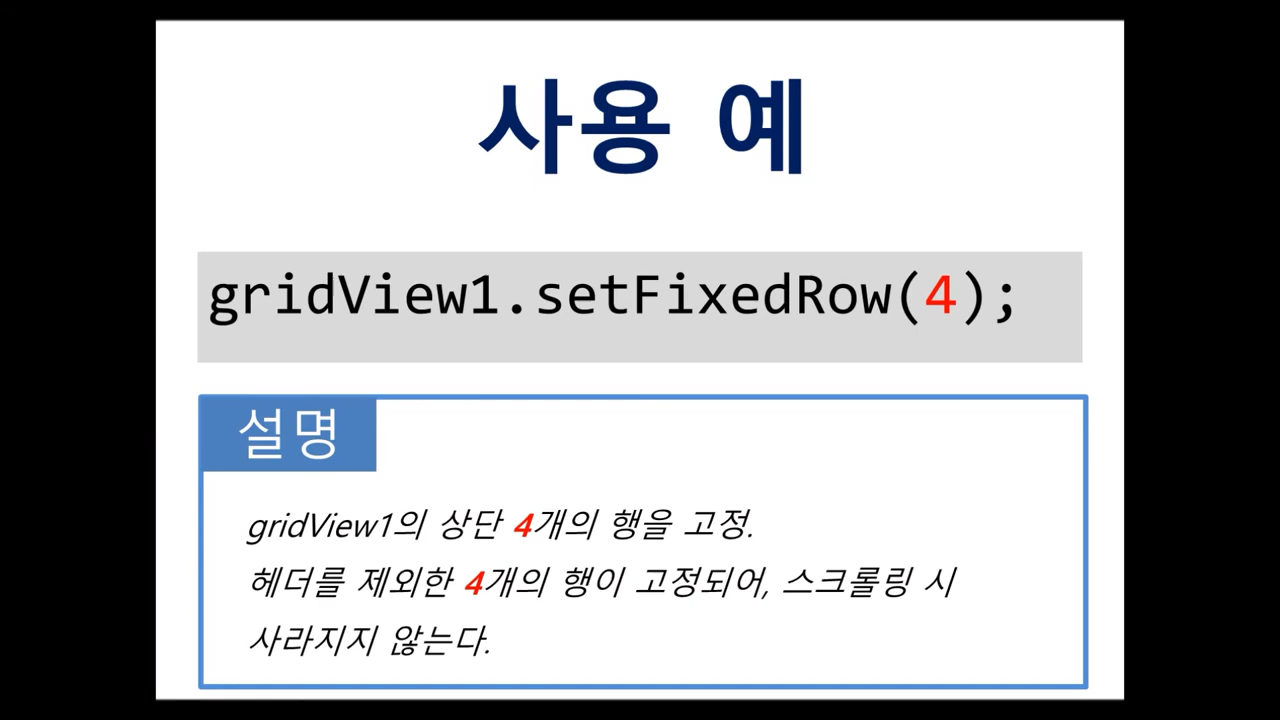 사용 예
gridView1.setFixedRow(4);
설명
gridView1의 상단 4개의 행을 고정.
헤더를 제외한 4개의 행이 고정되어, 스크롤링 시
사라지지 않는다.